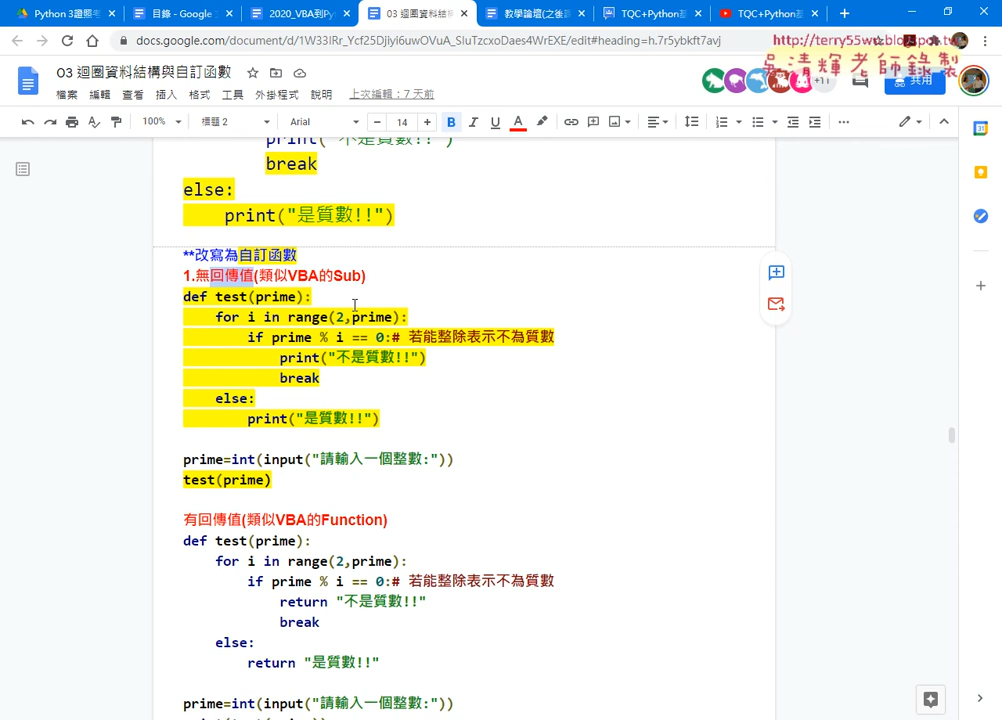 Python 3證照
目錄 - Google
2020_VBA到Py
03 迴圈資料結
教學論壇(之後
TQC+Python
TQC+Python
docs.google.com/document/d/1W33IRr_Ycf25Djiyi6uwOVuA_SluTzcxoDaes4WrEXE/edit#heading=h.7r5ybkft7avj
http://terry55wu.blogspot.tw
吳清輝老師錄製
03 迴圈資料結構與自訂函數
檔案 編輯 查看 插入 格式 工具 外掛程式 說明 上次編輯：7 天前
+11
共用
100% 標題 2 Arial 14 B I U A
print("不是質數!!")
break
else:
print("是質數!!")
**改寫為自訂函數
1.無回傳值(類似VBA的Sub)
def test(prime):
for i in range(2,prime):
if prime % i == 0:# 若能整除表示不為質數
print("不是質數!!")
break
else:
print("是質數!!")
prime=int(input("請輸入一個整數:"))
test(prime)
有回傳值(類似VBA的Function)
def test(prime):
for i in range(2,prime):
if prime % i == 0:# 若能整除表示不為質數
return "不是質數!!"
break
else:
return "是質數!!"
prime=int(input("請輸入一個整數:"))